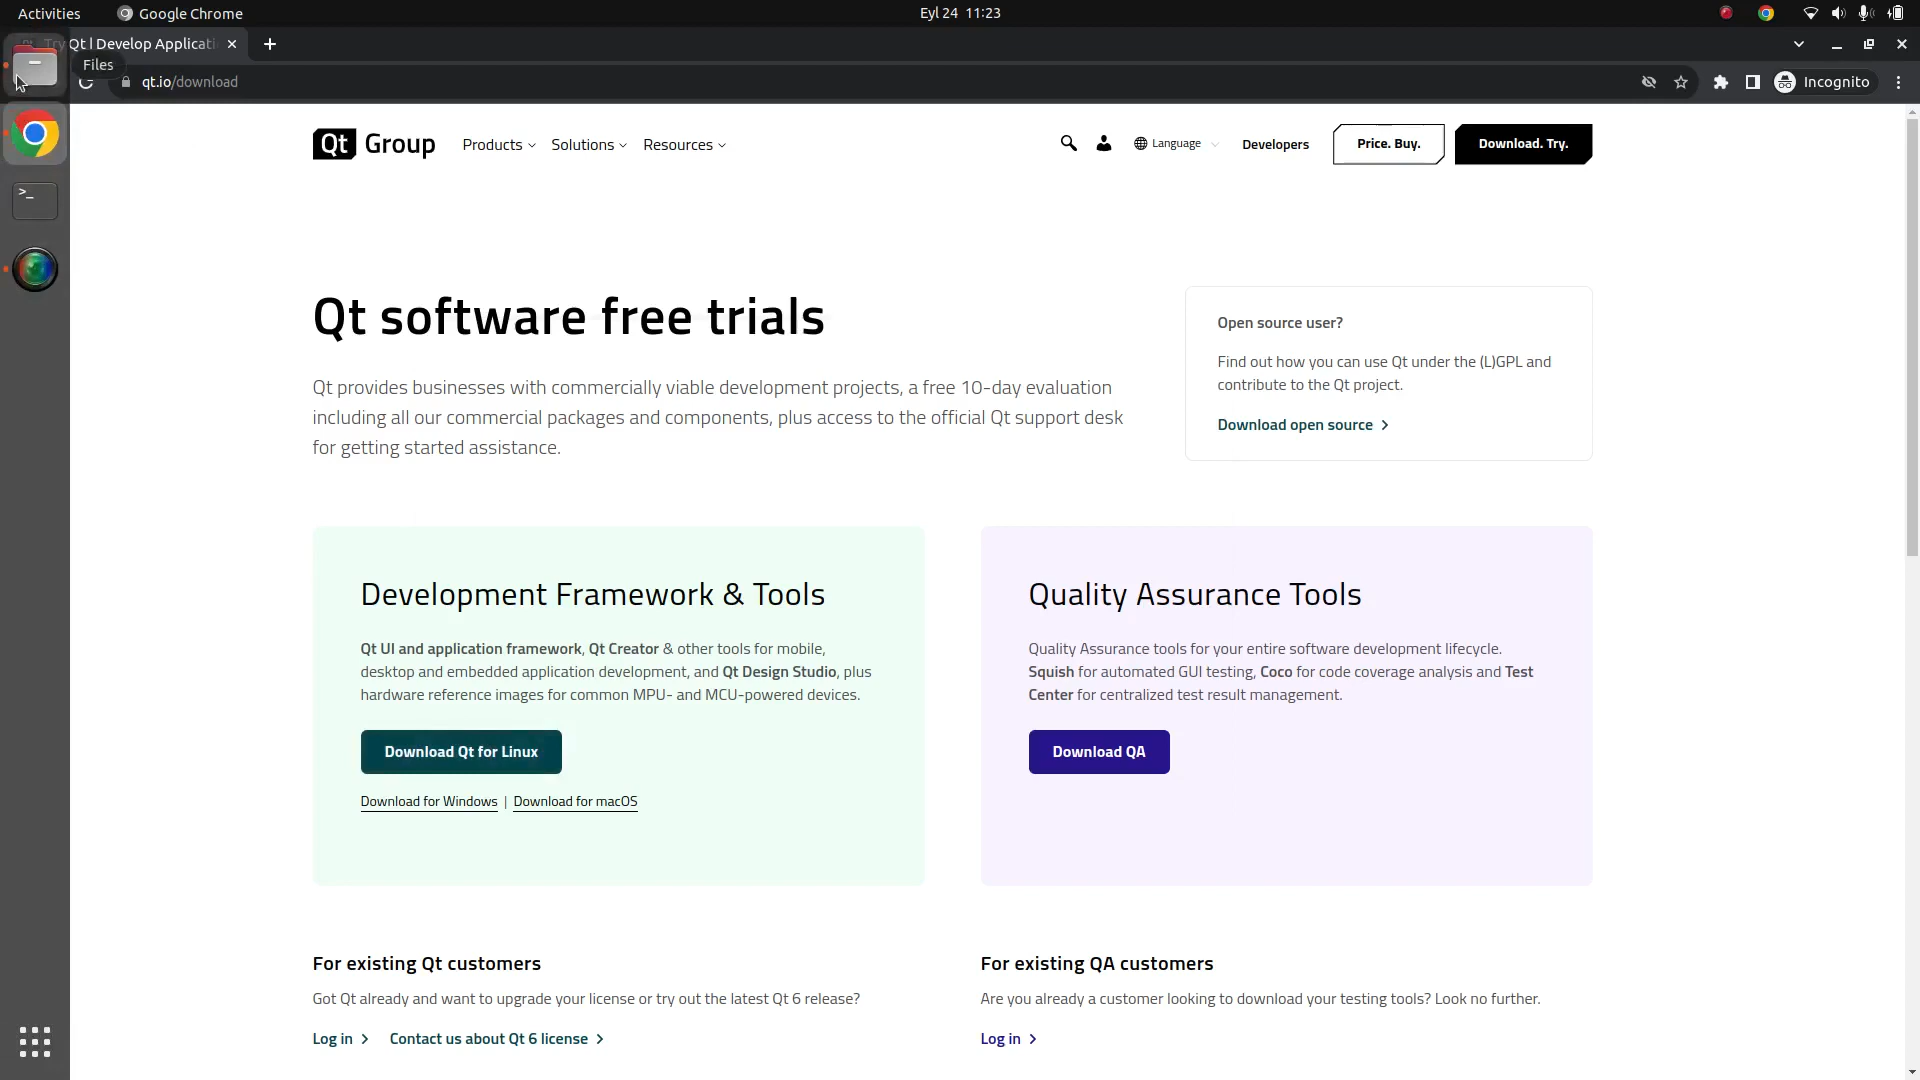 Activities
Google Chrome
Eyl 24 11:23
Try Qt | Develop Applicati
Files
qt.io/download
Incognito
Qt Group
Products
Solutions
Resources
Language
Developers
Price. Buy.
Download. Try.
Qt software free trials
Qt provides businesses with commercially viable development projects, a free 10-day evaluation
including all our commercial packages and components, plus access to the official Qt support desk
for getting started assistance.
Open source user?
Find out how you can use Qt under the (L)GPL and
contribute to the Qt project.
Download open source
Development Framework & Tools
Qt UI and application framework, Qt Creator & other tools for mobile,
desktop and embedded application development, and Qt Design Studio, plus
hardware reference images for common MPU- and MCU-powered devices.
Download Qt for Linux
Download for Windows | Download for macOS
Quality Assurance Tools
Quality Assurance tools for your entire software development lifecycle.
Squish for automated GUI testing, Coco for code coverage analysis and Test
Center for centralized test result management.
Download QA
For existing Qt customers
Got Qt already and want to upgrade your license or try out the latest Qt 6 release?
Log in
Contact us about Qt 6 license
For existing QA customers
Are you already a customer looking to download your testing tools? Look no further.
Log in